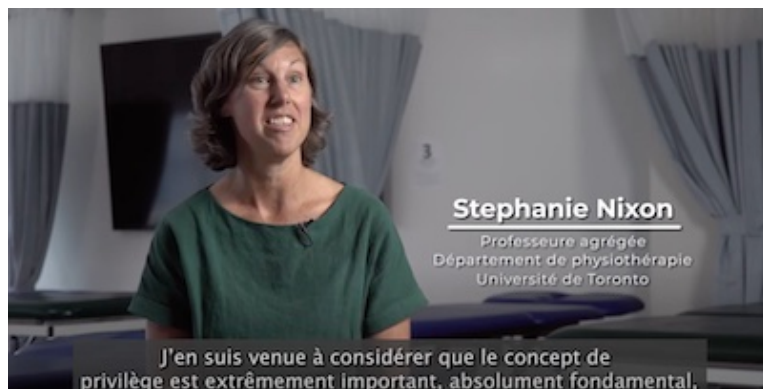 3
Stephanie Nixon
Professeure agrégée
Département de physiothérapie
Université de Toronto
J'en suis venue à considérer que le concept de
privilège est extrêmement important, absolument fondamental,